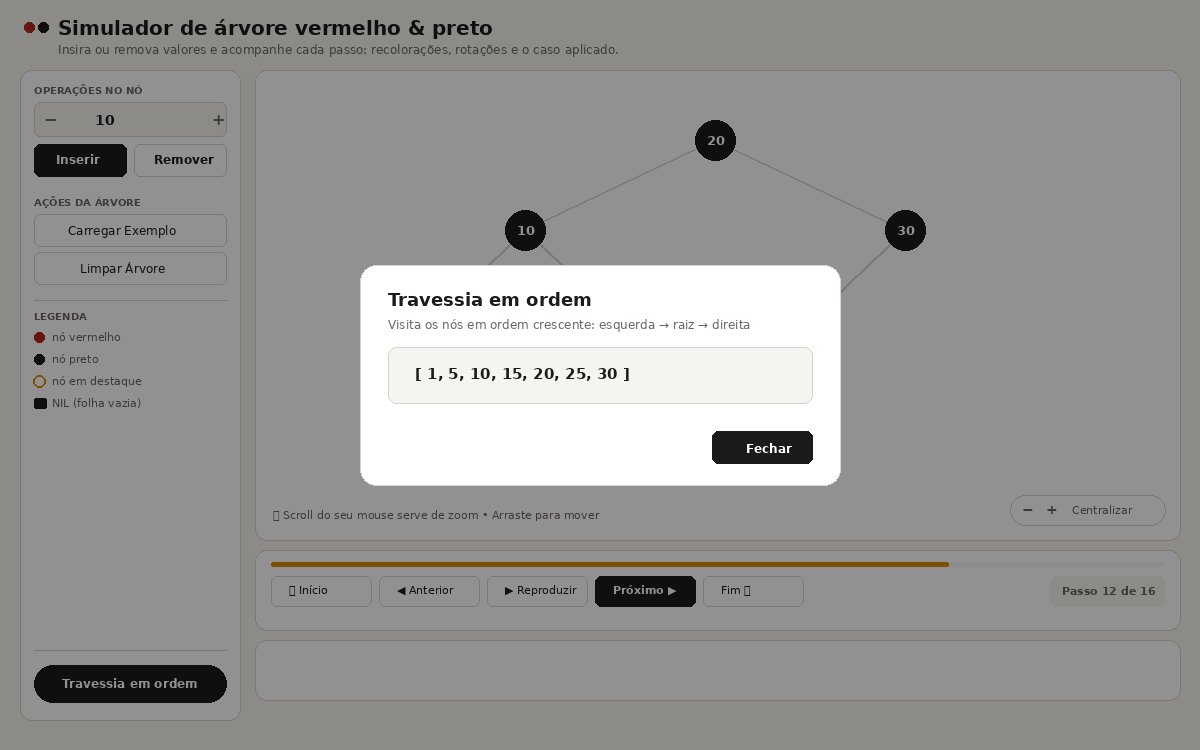 Simulador de árvore vermelho & preto
Insira ou remova valores e acompanhe cada passo: recolorações, rotações e o caso aplicado.
OPERAÇÕES NO NÓ
− 10 +
Inserir Remover
AÇÕES DA ÁRVORE
Carregar Exemplo
Limpar Árvore
LEGENDA
nó vermelho
nó preto
nó em destaque
NIL (folha vazia)
Travessia em ordem
20
10 30
Travessia em ordem
Visita os nós em ordem crescente: esquerda → raiz → direita
[ 1, 5, 10, 15, 20, 25, 30 ]
Fechar
Scroll do seu mouse serve de zoom • Arraste para mover
− + Centralizar
Início ◀ Anterior ▶ Reproduzir Próximo ▶ Fim Passo 12 de 16